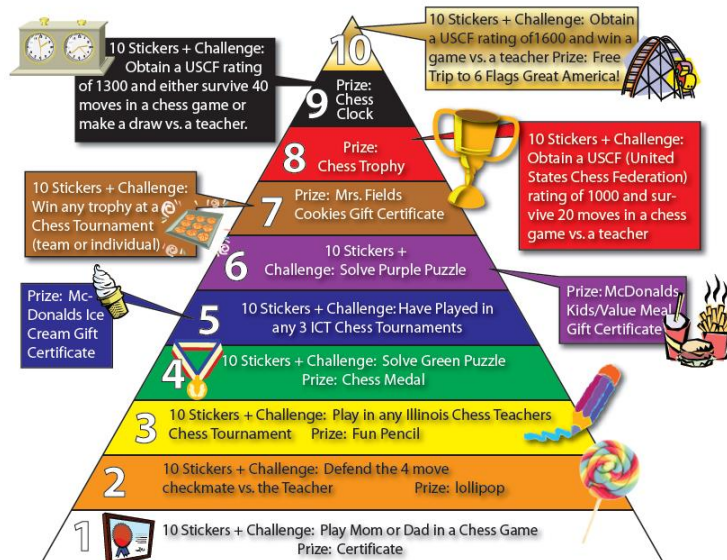 10
10 Stickers + Challenge: Obtain
a USCF rating of1600 and win a
game vs. a teacher Prize: Free
Trip to 6 Flags Great America!
10 Stickers + Challenge:
Obtain a USCF rating
of 1300 and either survive 40
moves in a chess game or
make a draw vs. a teacher.
9
Prize:
Chess
Clock
8
Prize:
Chess Trophy
10 Stickers + Challenge:
Obtain a USCF (United
States Chess Federation)
rating of 1000 and sur-
vive 20 moves in a chess
game vs. a teacher
10 Stickers + Challenge:
Win any trophy at a
Chess Tournament
(team or individual)
7
Prize: Mrs. Fields
Cookies Gift Certificate
6
10 Stickers +
Challenge: Solve Purple Puzzle
Prize: McDonalds
Kids/Value Meal
Gift Certificate
Prize: Mc-
Donalds Ice
Cream Gift
Certificate
5
10 Stickers + Challenge: Have Played in
any 3 ICT Chess Tournaments
4
10 Stickers + Challenge: Solve Green Puzzle
Prize: Chess Medal
3
10 Stickers + Challenge: Play in any Illinois Chess Teachers
Chess Tournament Prize: Fun Pencil
2
10 Stickers + Challenge: Defend the 4 move
checkmate vs. the Teacher Prize: lollipop
1
10 Stickers + Challenge: Play Mom or Dad in a Chess Game
Prize: Certificate